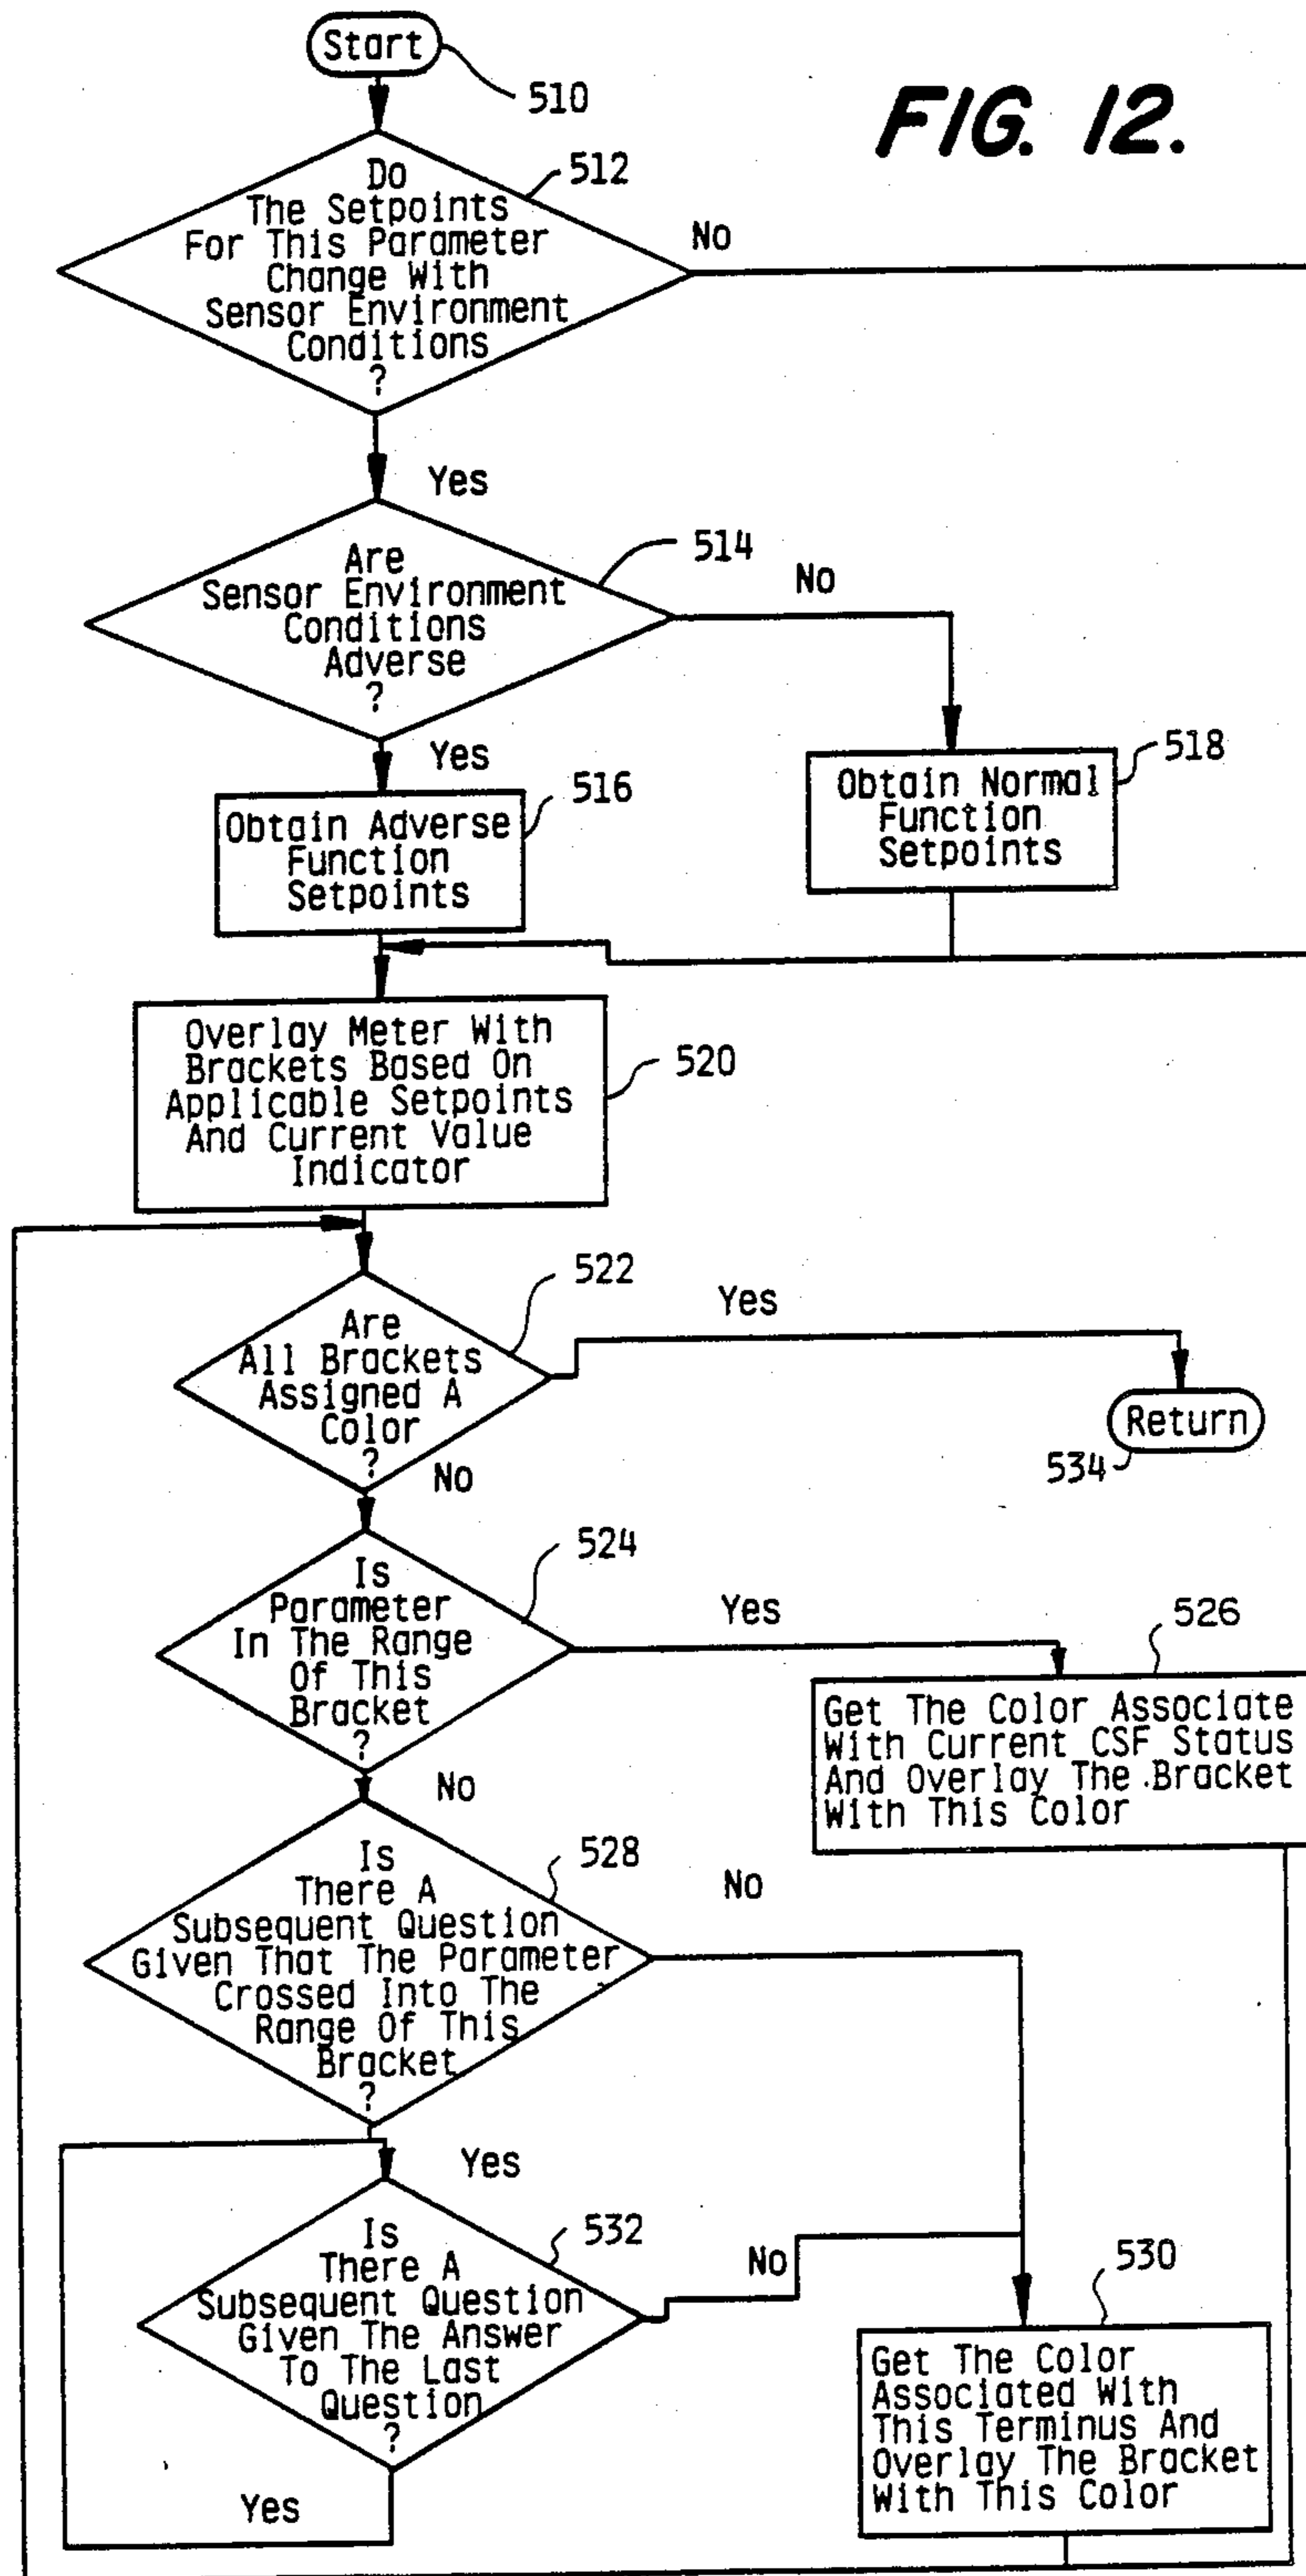 Start
510
FIG. 12.
Do
The Setpoints
For This Parameter
Change With
Sensor Environment
Conditions
?
512
No
Yes
Are
Sensor Environment
Conditions
Adverse
?
514
No
Yes
Obtain Adverse
Function
Setpoints
516
Obtain Normal
Function
Setpoints
518
Overlay Meter With
Brackets Based On
Applicable Setpoints
And Current Value
Indicator
520
Are
All Brackets
Assigned A
Color
?
522
Yes
Return
534
No
Is
Parameter
In The Range
Of This
Bracket
?
524
Yes
526
Get The Color Associate
With Current CSF Status
And Overlay The Bracket
With This Color
No
Is
There A
Subsequent Question
Given That The Parameter
Crossed Into The
Range Of This
Bracket
?
528
No
Yes
Is
There A
Subsequent Question
Given The Answer
To The Last
Question
?
532
No
530
Get The Color
Associated With
This Terminus And
Overlay The Bracket
With This Color
Yes